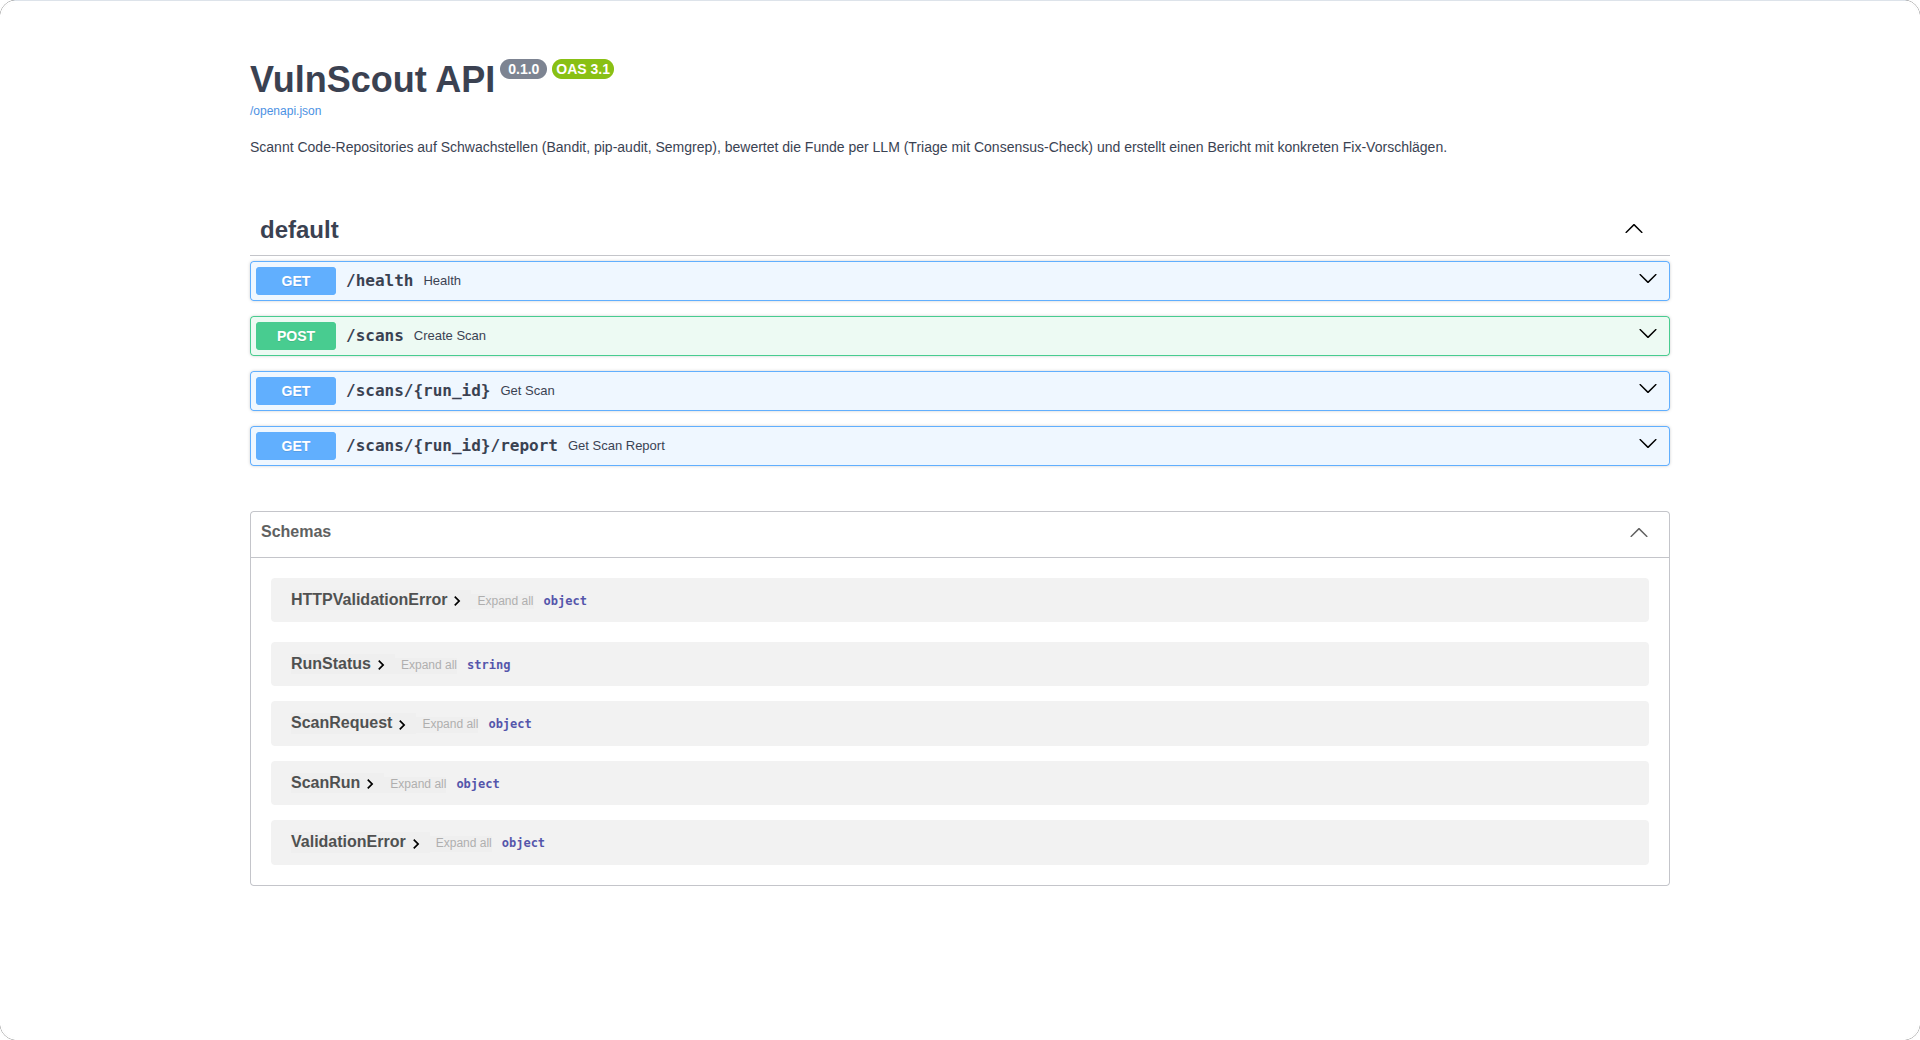 VulnScout API 0.1.0 OAS 3.1
/openapi.json
Scannt Code-Repositories auf Schwachstellen (Bandit, pip-audit, Semgrep), bewertet die Funde per LLM (Triage mit Consensus-Check) und erstellt einen Bericht mit konkreten Fix-Vorschlägen.
default
GET /health Health
POST /scans Create Scan
GET /scans/{run_id} Get Scan
GET /scans/{run_id}/report Get Scan Report
Schemas
HTTPValidationError Expand all object
RunStatus Expand all string
ScanRequest Expand all object
ScanRun Expand all object
ValidationError Expand all object